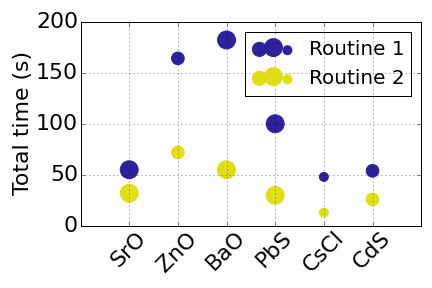 200
150
100
50
0
Total time (s)
Routine 1
Routine 2
SrO
ZnO
BaO
PbS
CsCl
CdS